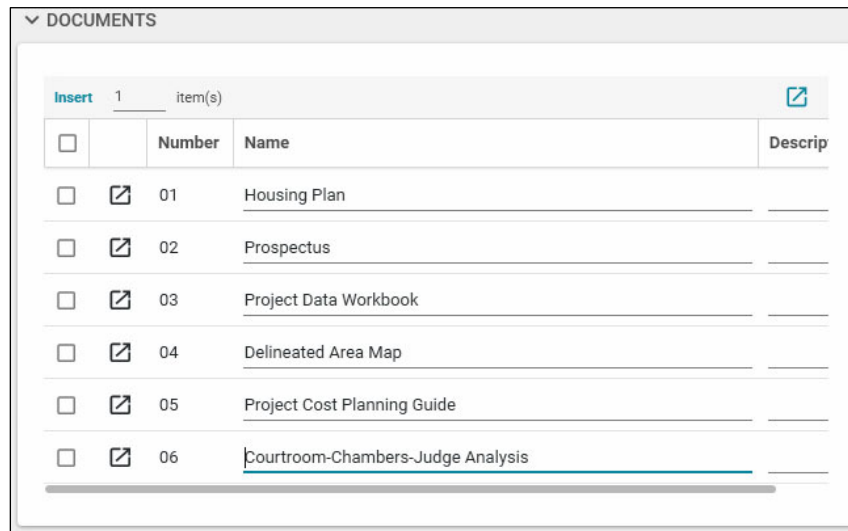 DOCUMENTS
Insert 1 item(s)
Number Name Descrip
01 Housing Plan
02 Prospectus
03 Project Data Workbook
04 Delineated Area Map
05 Project Cost Planning Guide
06 Courtroom-Chambers-Judge Analysis